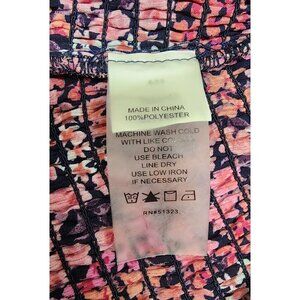 MADE IN CHINA
100%POLYESTER
MACHINE WASH COLD
WITH LIKE COLORS
DO NOT
USE BLEACH
LINE DRY
USE LOW IRON
IF NECESSARY
RN#51323